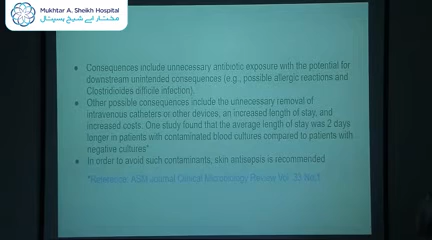 Mukhtar A. Sheikh Hospital
مختار اے شیخ ہسپتال
● Consequences include unnecessary antibiotic exposure with the potential for
downstream unintended consequences (e.g., possible allergic reactions and
Clostridioides difficile infection).
● Other possible consequences include the unnecessary removal of
intravenous catheters or other devices, an increased length of stay, and
increased costs. One study found that the average length of stay was 2 days
longer in patients with contaminated blood cultures compared to patients with
negative cultures*
● In order to avoid such contaminants, skin antisepsis is recommended
*Reference: ASM Journal Clinical Microbiology Review Vol. 33 No.1